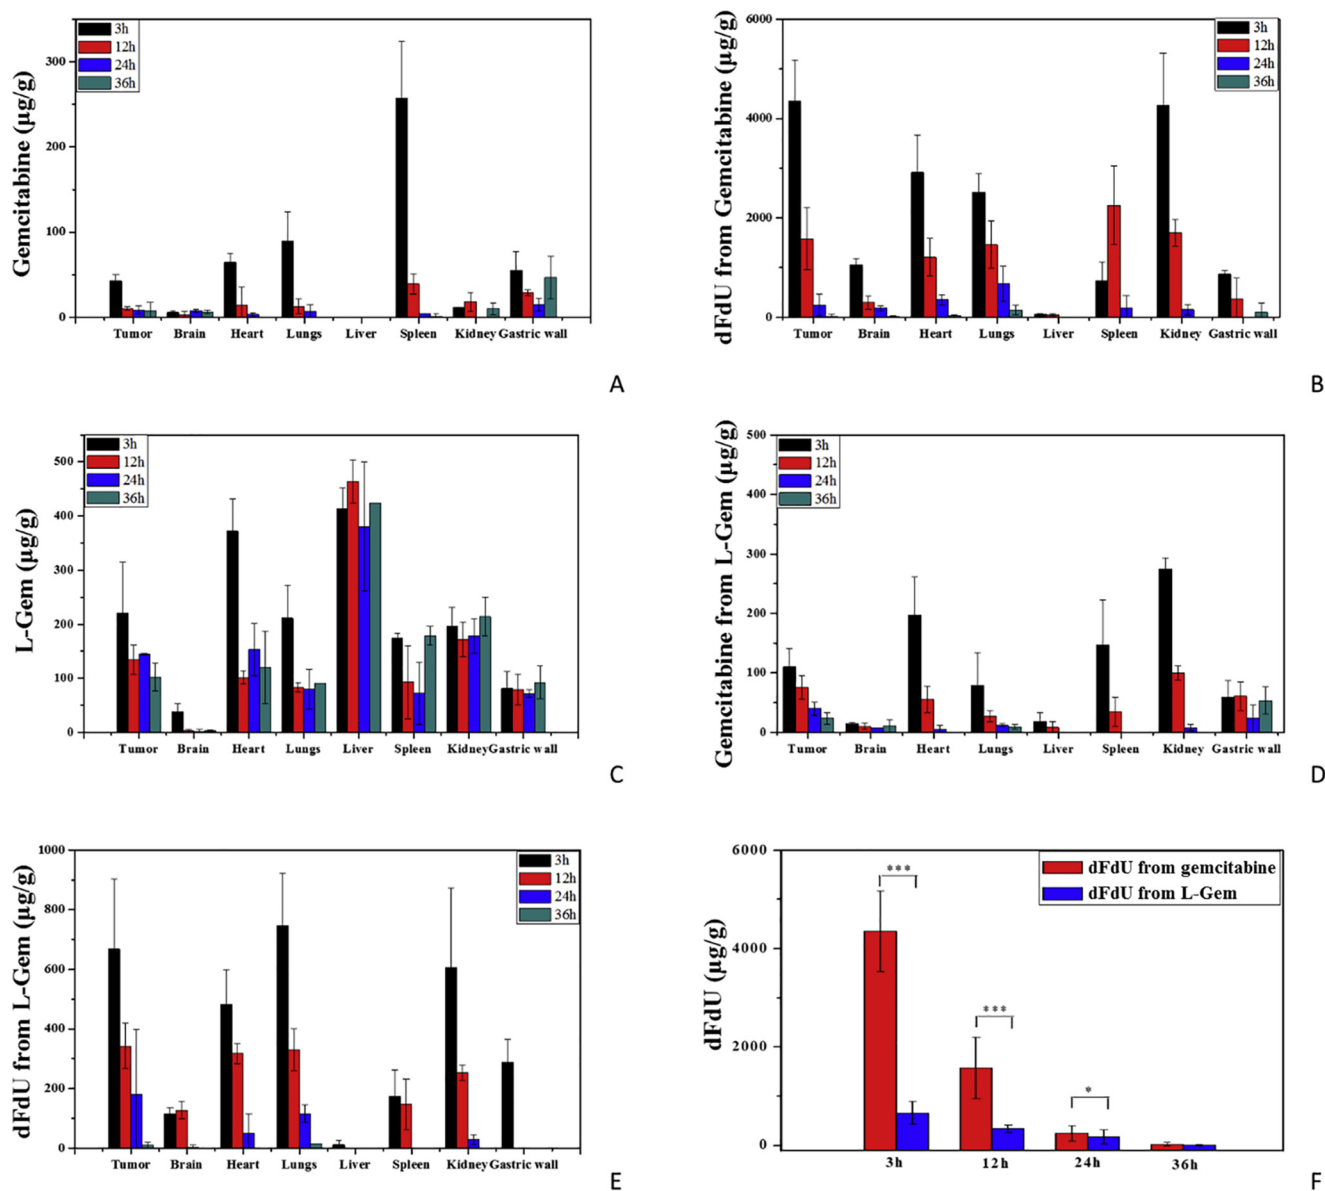 Gemcitabine (µg/g)
3h
12h
24h
36h
300
200
100
0
Tumor Brain Heart Lungs Liver Spleen Kidney Gastric wall
A
dFdU from Gemcitabine (µg/g)
3h
12h
24h
36h
6000
4000
2000
0
Tumor Brain Heart Lungs Liver Spleen Kidney Gastric wall
B
L-Gem (µg/g)
3h
12h
24h
36h
500
400
300
200
100
0
Tumor Brain Heart Lungs Liver Spleen Kidney Gastric wall
C
Gemcitabine from L-Gem (µg/g)
3h
12h
24h
36h
500
400
300
200
100
0
Tumor Brain Heart Lungs Liver Spleen Kidney Gastric wall
D
dFdU from L-Gem (µg/g)
3h
12h
24h
36h
1000
800
600
400
200
0
Tumor Brain Heart Lungs Liver Spleen Kidney Gastric wall
E
dFdU (µg/g)
dFdU from gemcitabine
dFdU from L-Gem
6000
4000
2000
0
***
***
*
3h 12h 24h 36h
F